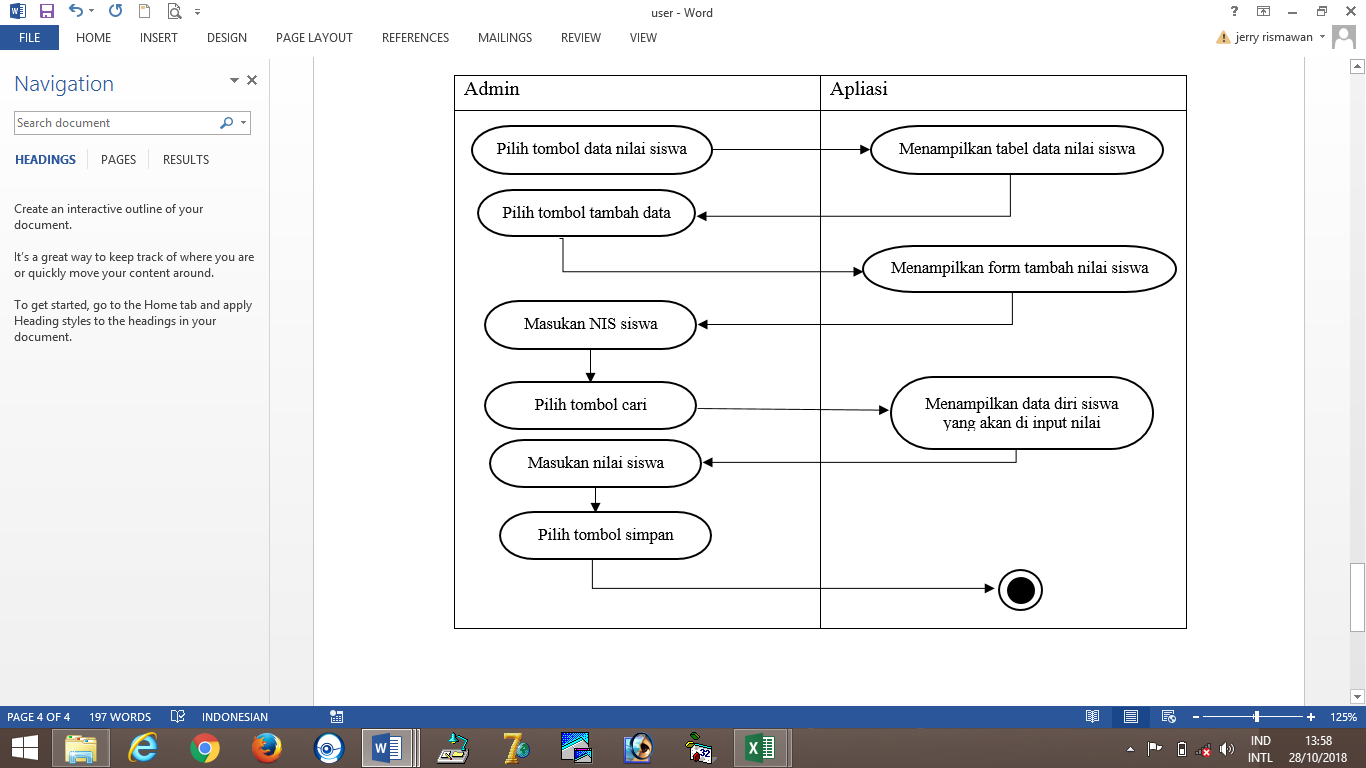 user - Word
?
FILE
HOME
INSERT
DESIGN
PAGE LAYOUT
REFERENCES
MAILINGS
REVIEW
VIEW
jerry rismawan
Navigation
Search document
HEADINGS
PAGES
RESULTS
Create an interactive outline of your
document.
It's a great way to keep track of where you are
or quickly move your content around.
To get started, go to the Home tab and apply
Heading styles to the headings in your
document.
Admin
Apliasi
Pilih tombol data nilai siswa
Menampilkan tabel data nilai siswa
Pilih tombol tambah data
Menampilkan form tambah nilai siswa
Masukan NIS siswa
Pilih tombol cari
Menampilkan data diri siswa
yang akan di input nilai
Masukan nilai siswa
Pilih tombol simpan
PAGE 4 OF 4
197 WORDS
INDONESIAN
125%
32
IND
INTL
13:58
28/10/2018